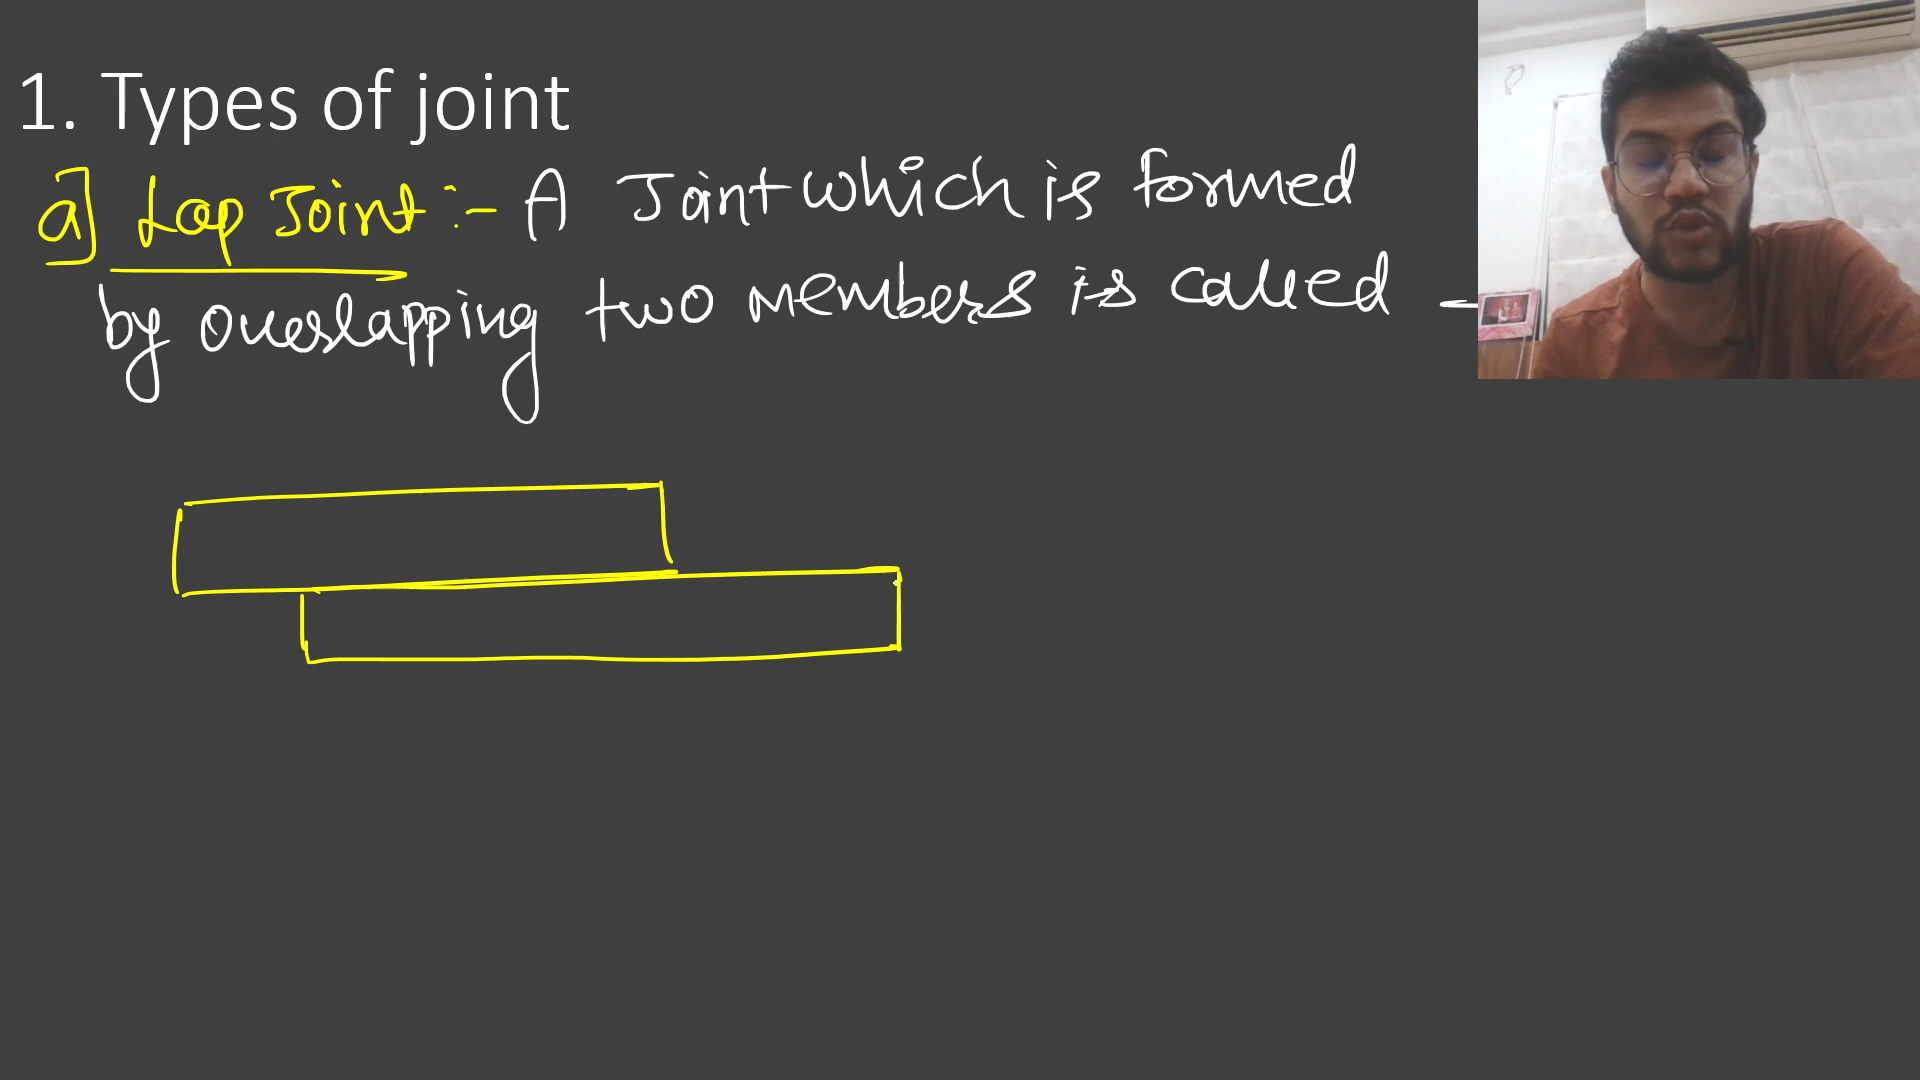 1. Types of joint
a] Lap Joint :- A Joint which is formed
by overlapping two members is called -